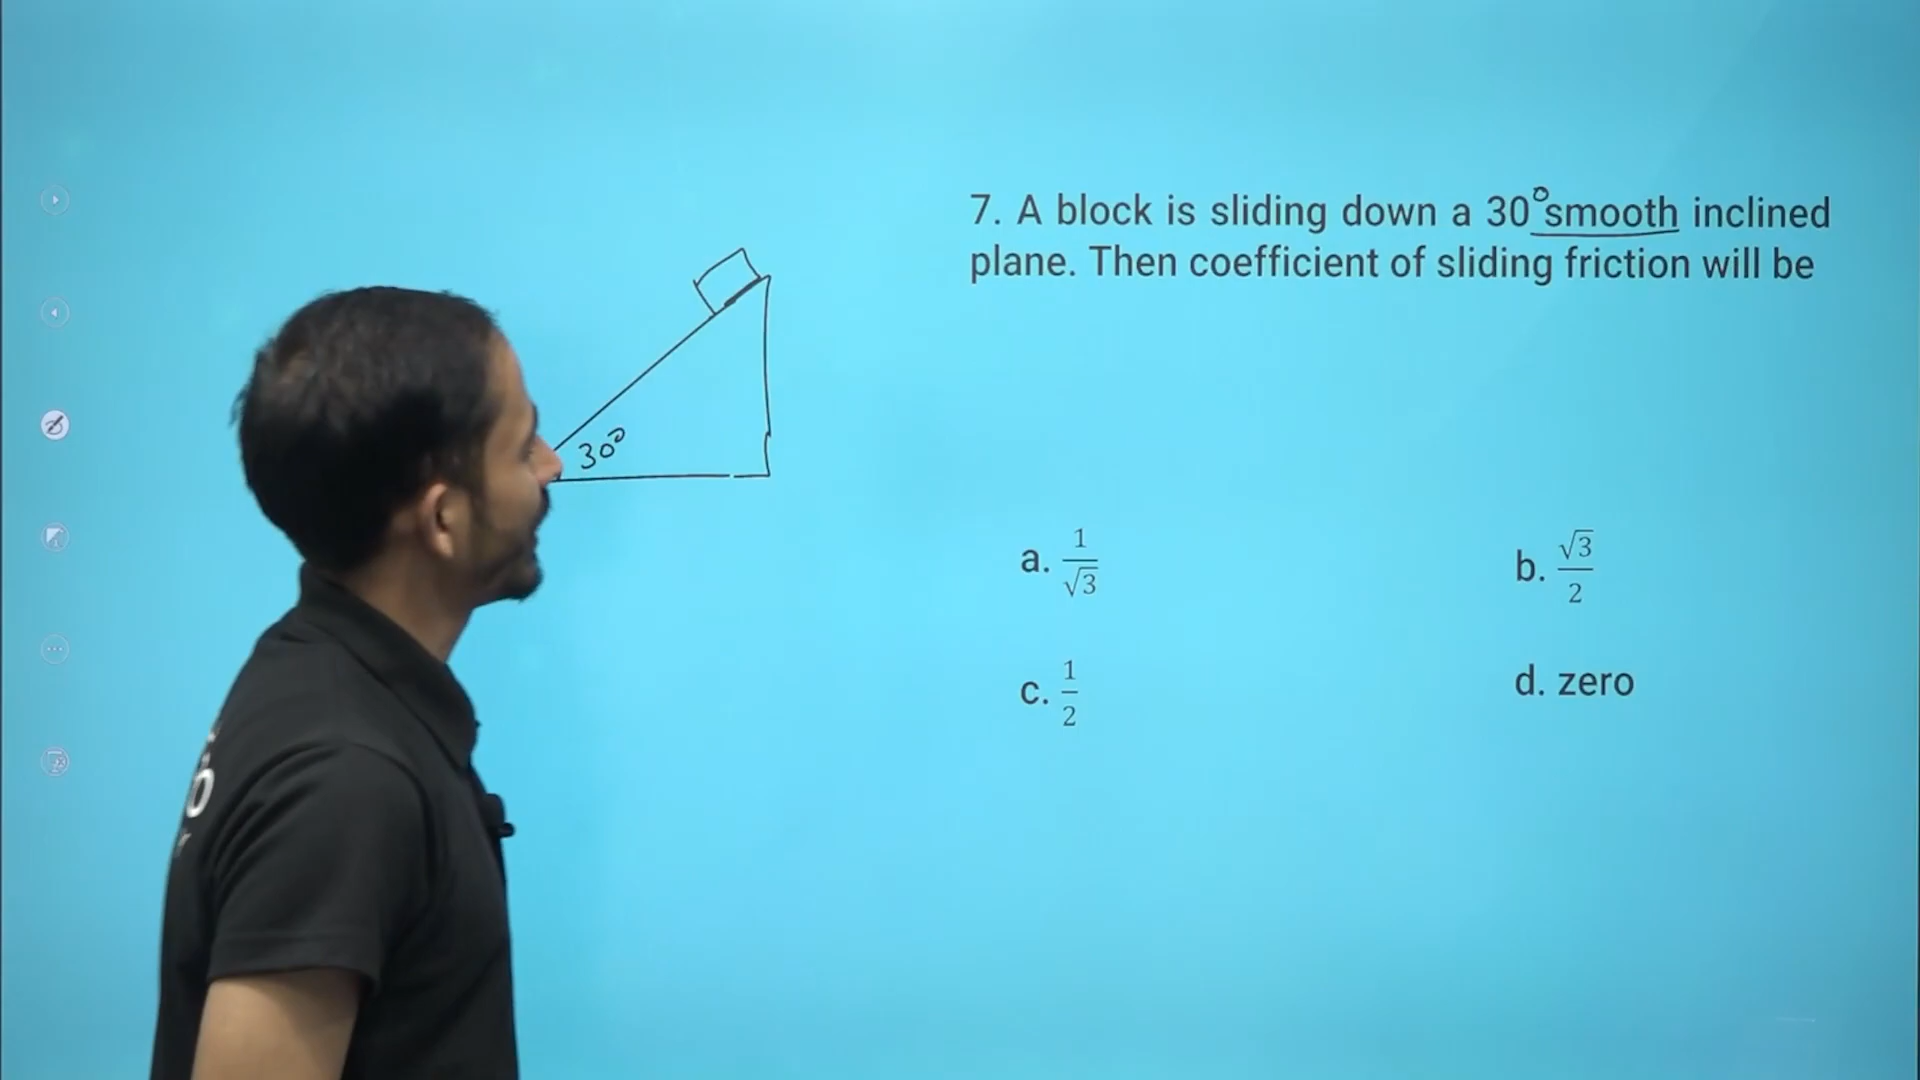 7. A block is sliding down a 30° smooth inclined
plane. Then coefficient of sliding friction will be
30°
a. 1/√3
b. √3/2
c. 1/2
d. zero